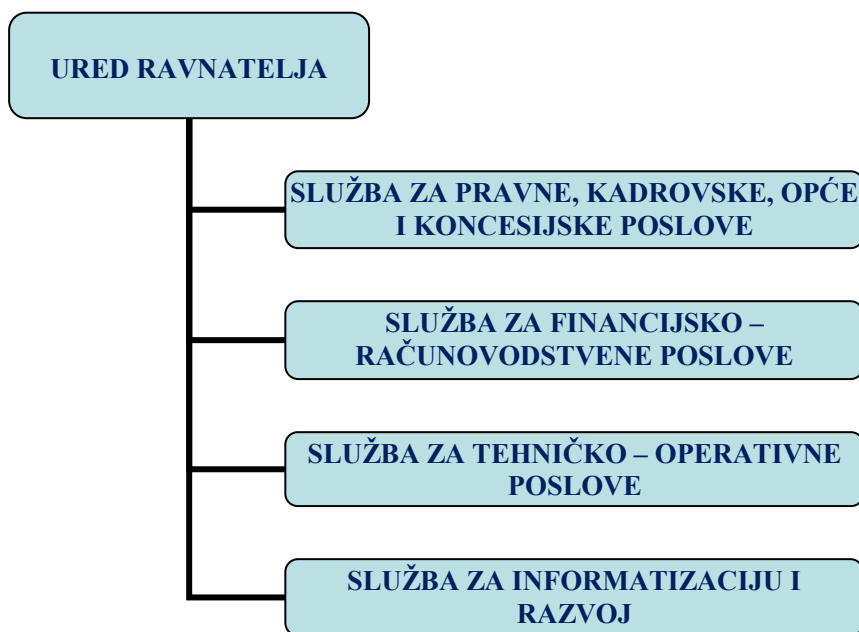 URED RAVNATELJA
SLUŽBA ZA PRAVNE, KADROVSKE, OPĆE
I KONCESIJSKE POSLOVE
SLUŽBA ZA FINANCIJSKO –
RAČUNOVODSTVENE POSLOVE
SLUŽBA ZA TEHNIČKO – OPERATIVNE
POSLOVE
SLUŽBA ZA INFORMATIZACIJU I
RAZVOJ